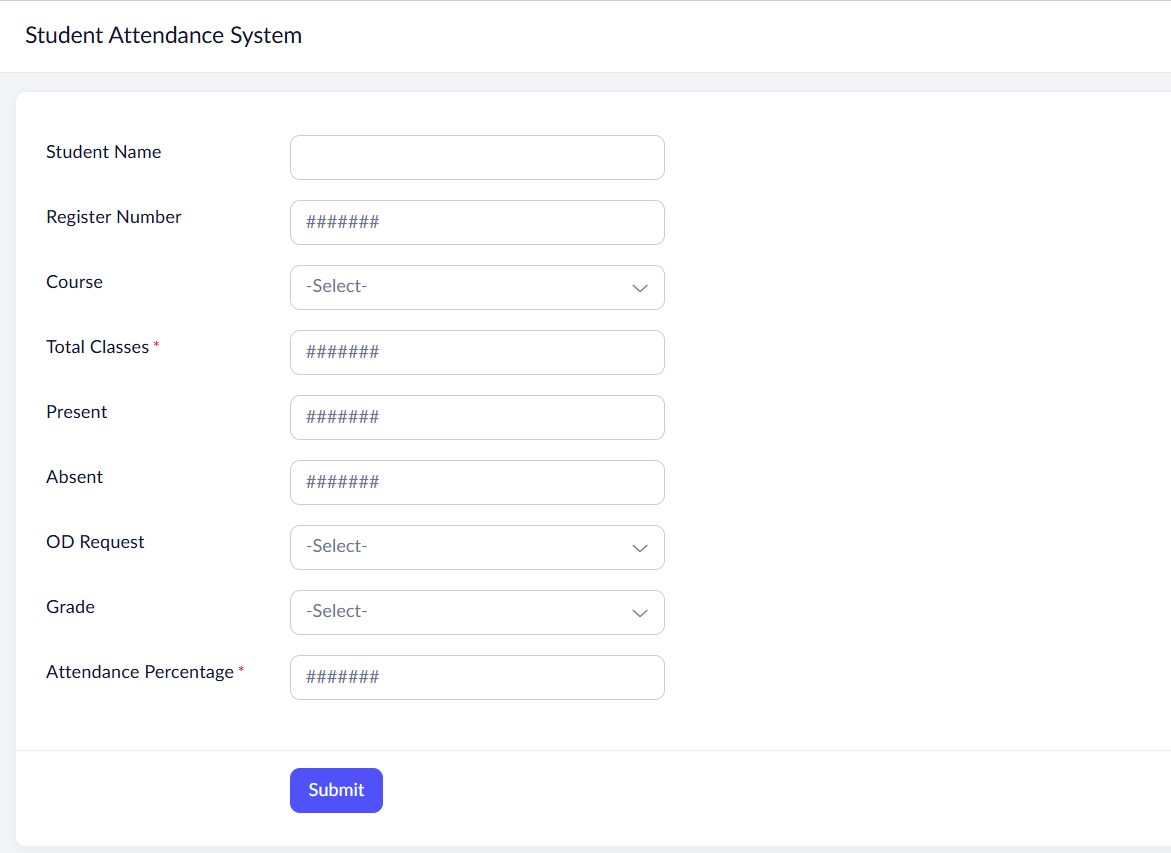 Student Attendance System
Student Name
Register Number #######
Course -Select-
Total Classes * #######
Present #######
Absent #######
OD Request -Select-
Grade -Select-
Attendance Percentage * #######
Submit